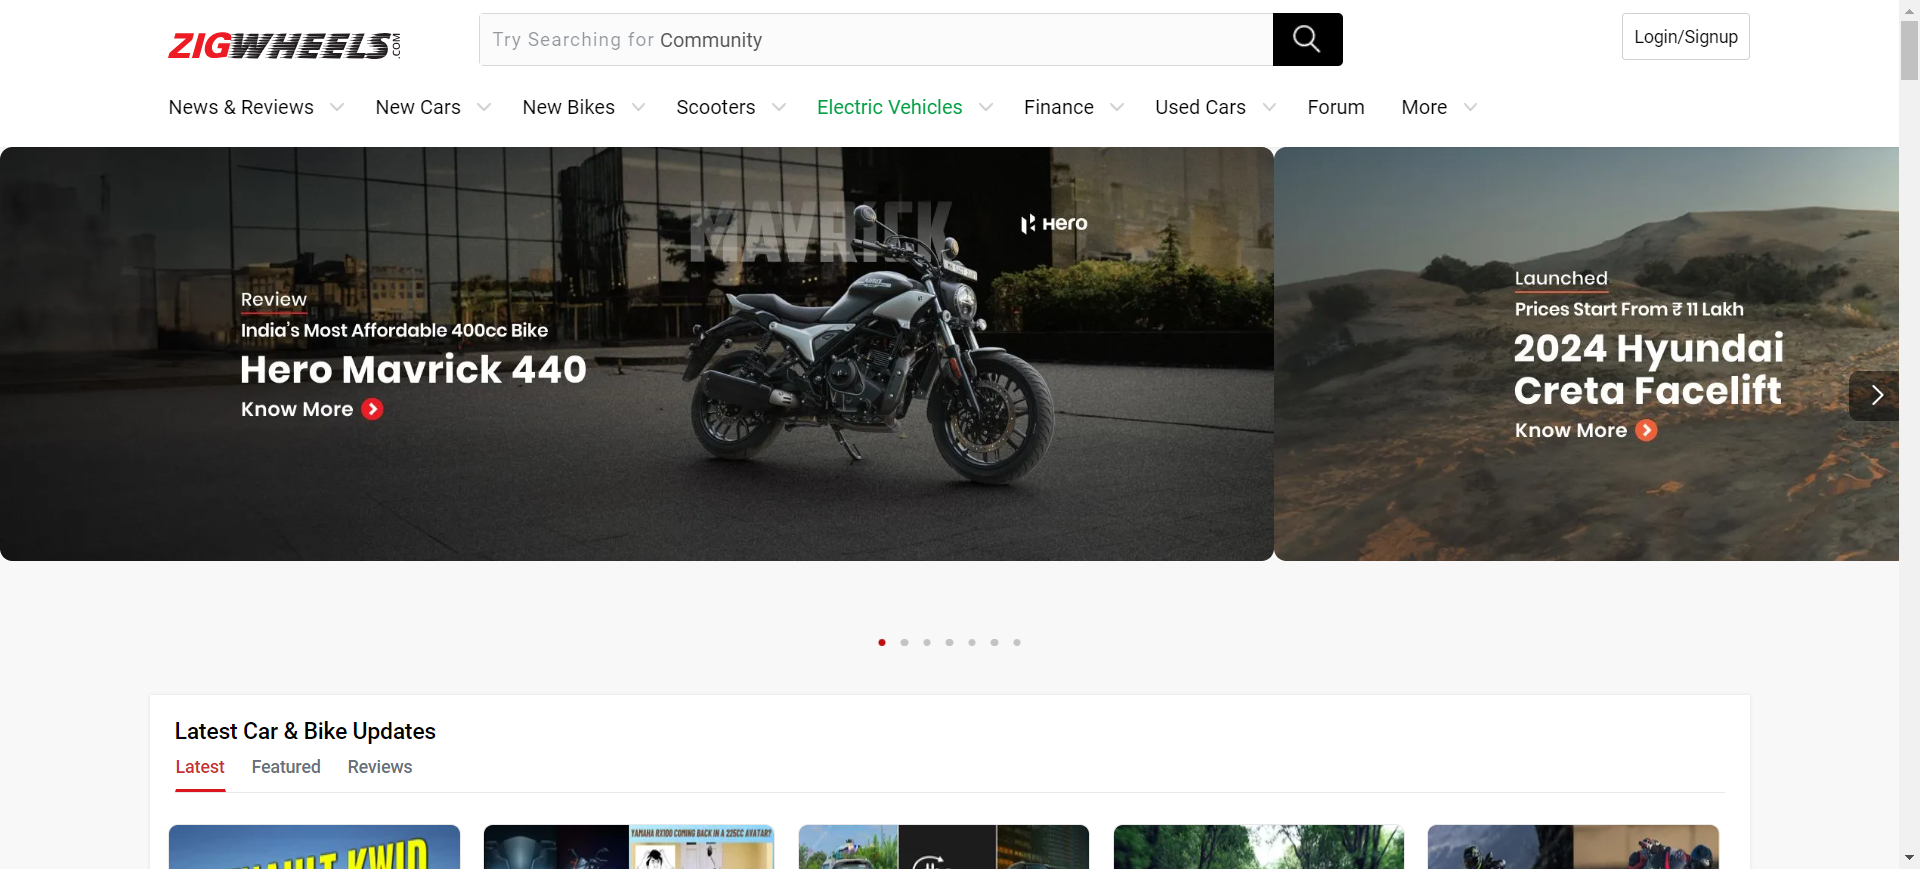 ZIGWHEELS.COM
Try Searching for Community
Login/Signup
News & Reviews
New Cars
New Bikes
Scooters
Electric Vehicles
Finance
Used Cars
Forum
More
MAVRICK
Hero
Review
India's Most Affordable 400cc Bike
Hero Mavrick 440
Know More
Launched
Prices Start From ₹ 11 Lakh
2024 Hyundai
Creta Facelift
Know More
Latest Car & Bike Updates
Latest
Featured
Reviews
YAMAHA RX100 COMING BACK IN A 225CC AVATAR?